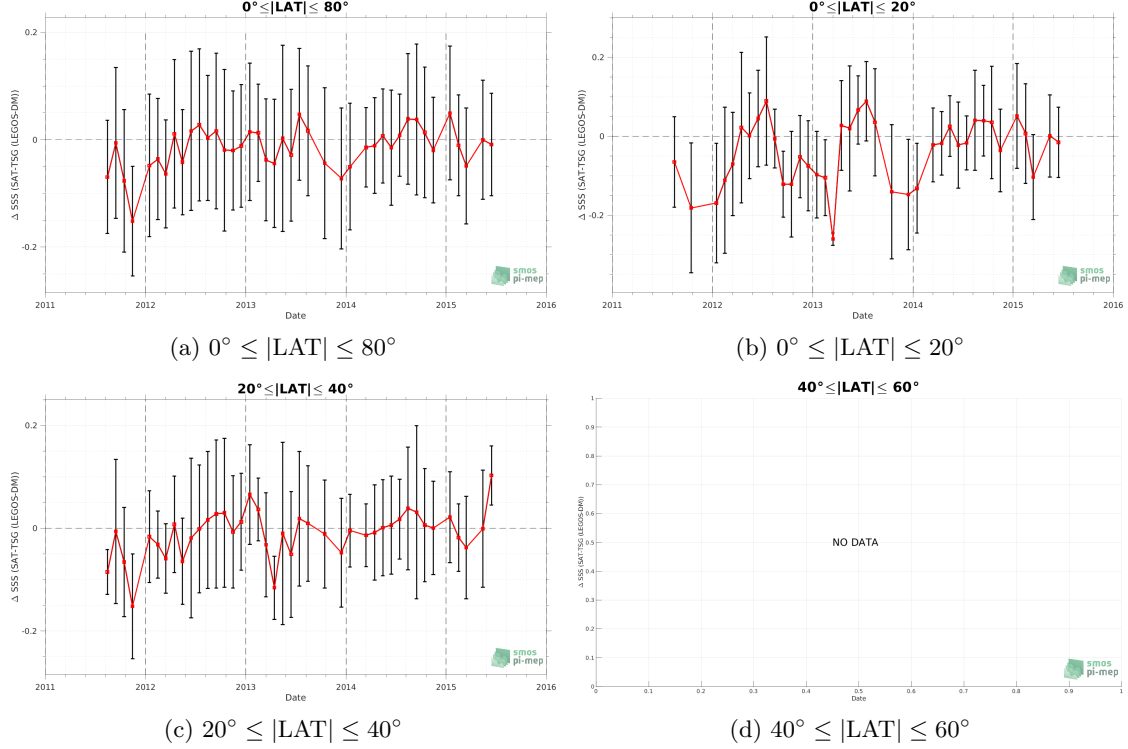 0°≤|LAT|≤ 80°
Δ SSS (SAT-TSG (LEGOS-DM))
0.2
0
-0.2
2011 2012 2013 2014 2015 2016
Date
smos
pi-mep
(a) 0° ≤ |LAT| ≤ 80°
0°≤|LAT|≤ 20°
Δ SSS (SAT-TSG (LEGOS-DM))
0.2
0
-0.2
2011 2012 2013 2014 2015 2016
Date
smos
pi-mep
(b) 0° ≤ |LAT| ≤ 20°
20°≤|LAT|≤ 40°
Δ SSS (SAT-TSG (LEGOS-DM))
0.2
0
-0.2
2011 2012 2013 2014 2015 2016
Date
smos
pi-mep
(c) 20° ≤ |LAT| ≤ 40°
40°≤|LAT|≤ 60°
Δ SSS (SAT-TSG (LEGOS-DM))
1
0.9
0.8
0.7
0.6
0.5
0.4
0.3
0.2
0.1
0
NO DATA
0 0.1 0.2 0.3 0.4 0.5 0.6 0.7 0.8 0.9 1
Date
smos
pi-mep
(d) 40° ≤ |LAT| ≤ 60°